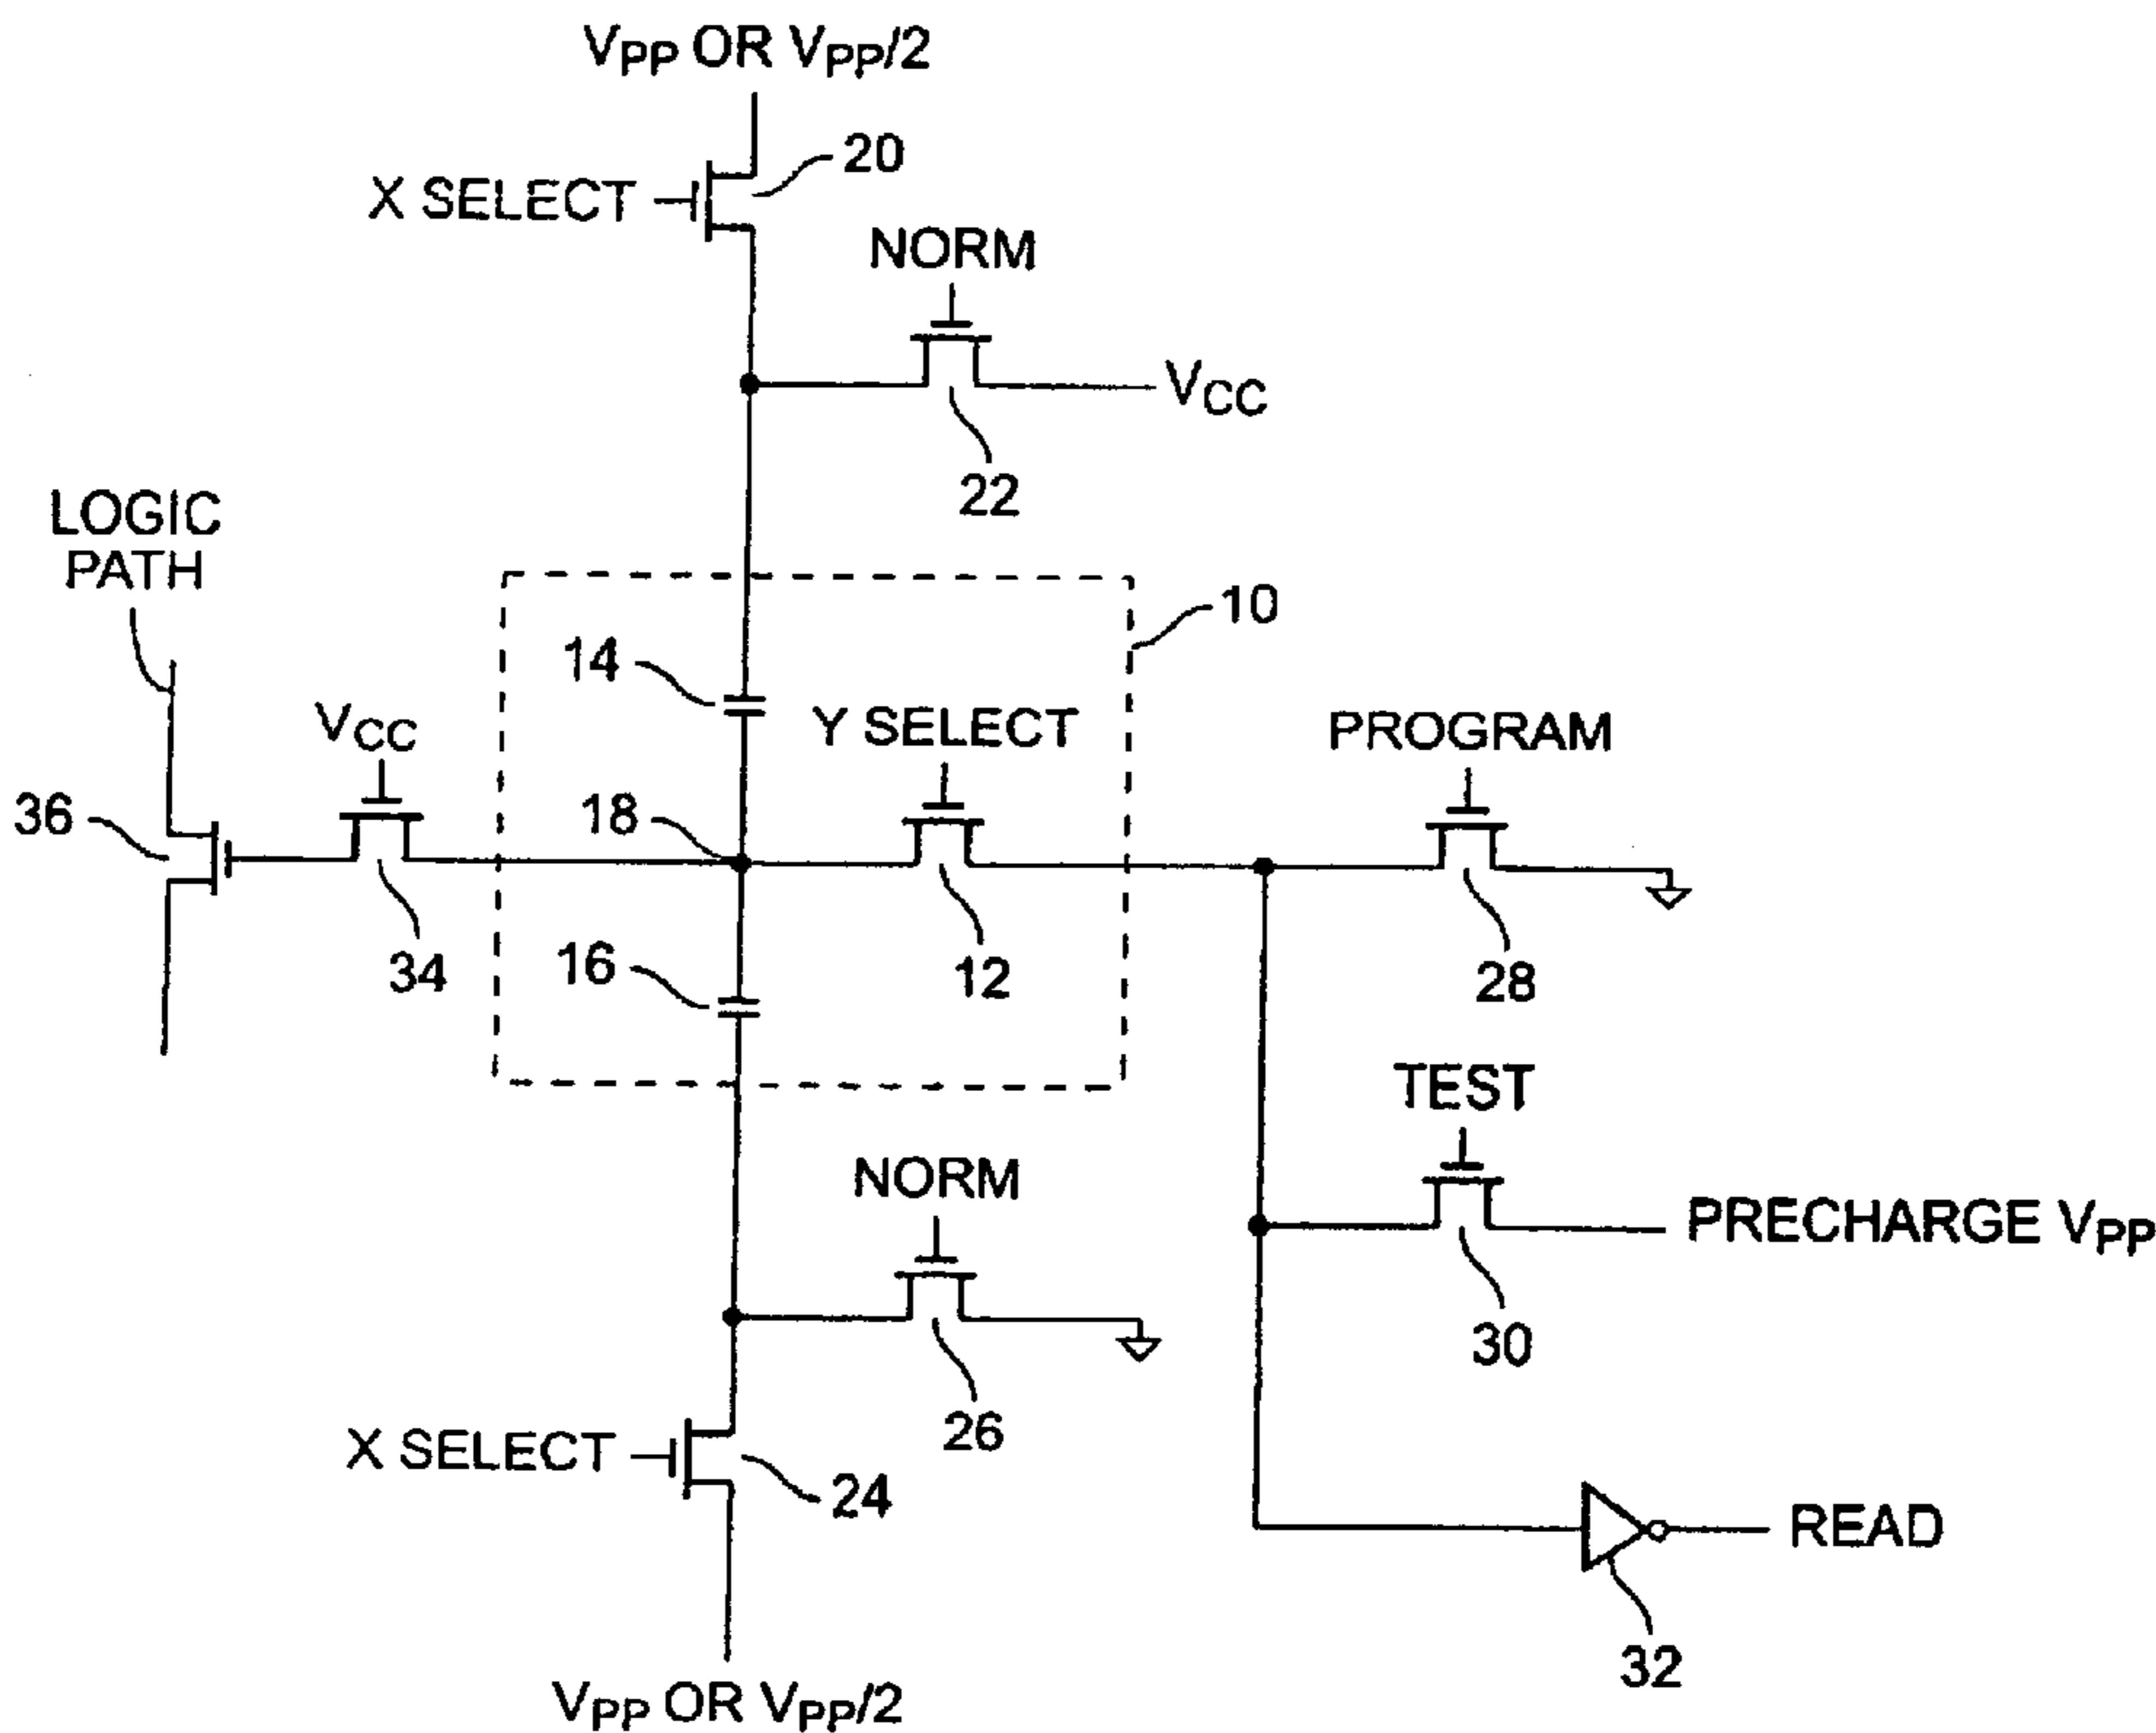 VPP OR VPP/2
20
X SELECT
NORM
VCC
22
LOGIC
PATH
10
14
VCC
Y SELECT
PROGRAM
36
18
34
16
12
28
TEST
NORM
PRECHARGE VPP
30
26
X SELECT
24
READ
32
VPP OR VPP/2